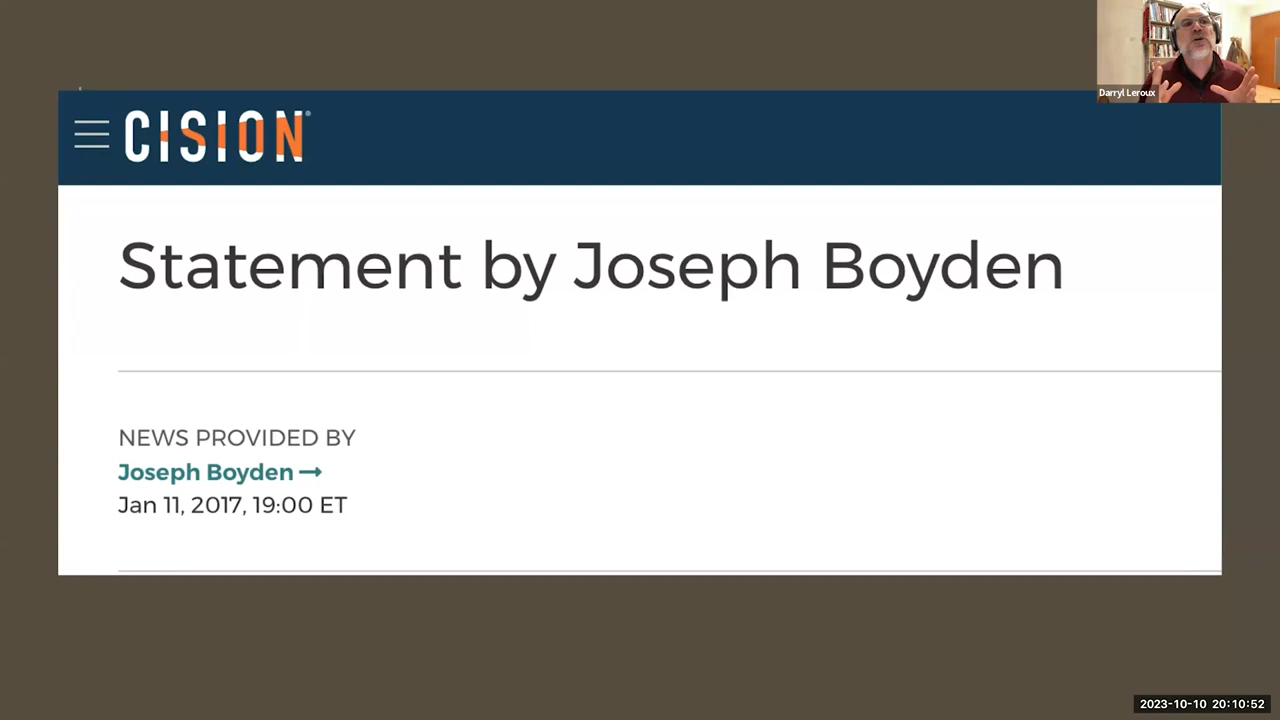 Darryl Leroux
CISION
Statement by Joseph Boyden
NEWS PROVIDED BY
Joseph Boyden →
Jan 11, 2017, 19:00 ET
2023-10-10 20:10:52